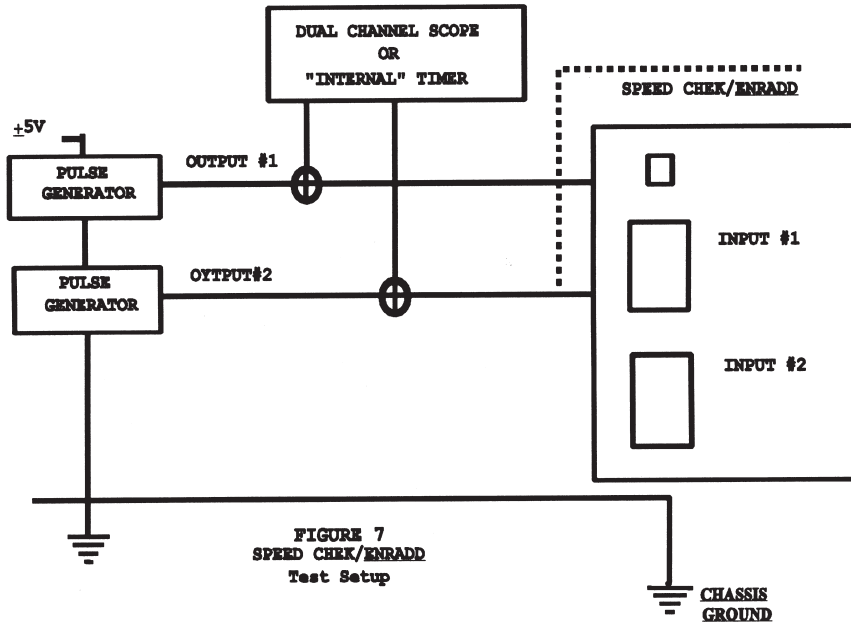 DUAL CHANNEL SCOPE
OR
"INTERNAL" TIMER
SPEED CHEK/ENRADD
±5V
PULSE
GENERATOR
OUTPUT #1
INPUT #1
PULSE
GENERATOR
OYTPUT#2
INPUT #2
FIGURE 7
SPEED CHEK/ENRADD
Test Setup
CHASSIS
GROUND